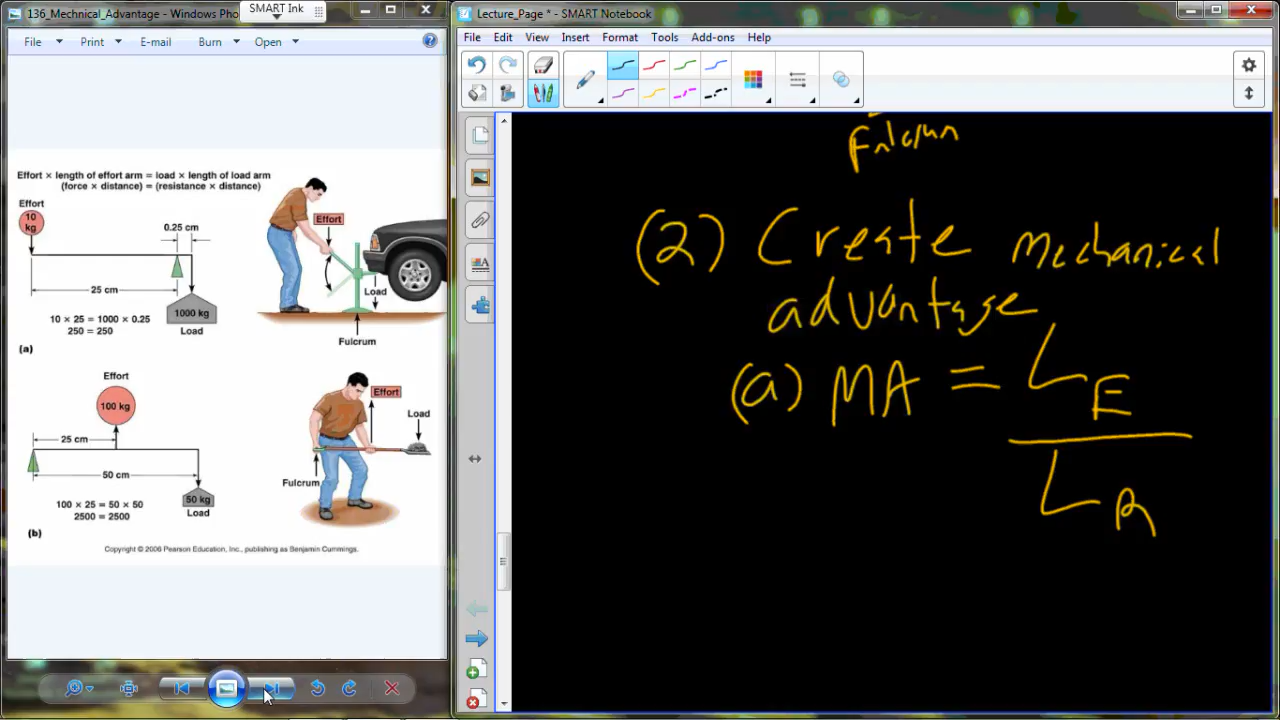 136_Mechnical_Advantage - Windows Pho
SMART Ink
File Print E-mail Burn Open
Effort × length of effort arm = load × length of load arm
(force × distance) = (resistance × distance)
Effort
10
kg
0.25 cm
25 cm
1000 kg
10 × 25 = 1000 × 0.25
250 = 250
Load
(a)
Effort
Load
Fulcrum
Effort
100 kg
25 cm
50 cm
50 kg
Load
100 × 25 = 50 × 50
2500 = 2500
(b)
Effort
Load
Fulcrum
Copyright © 2006 Pearson Education, Inc., publishing as Benjamin Cummings.
Lecture_Page * - SMART Notebook
File Edit View Insert Format Tools Add-ons Help
Fulcrum
(2) Create Mechanical
advantage
(a) MA = L_E
L_R